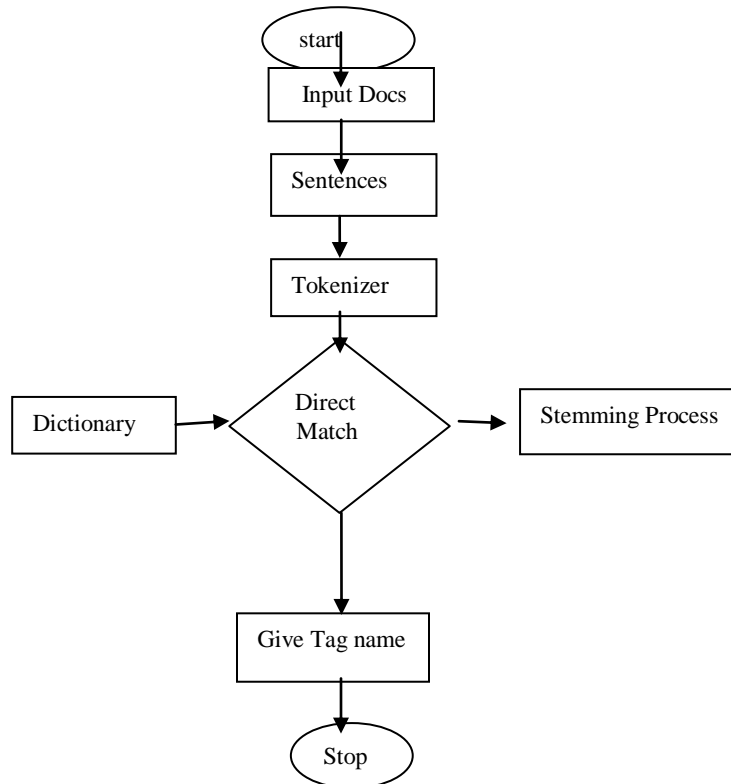 start
Input Docs
Sentences
Tokenizer
Direct
Match
Dictionary
Stemming Process
Give Tag name
Stop